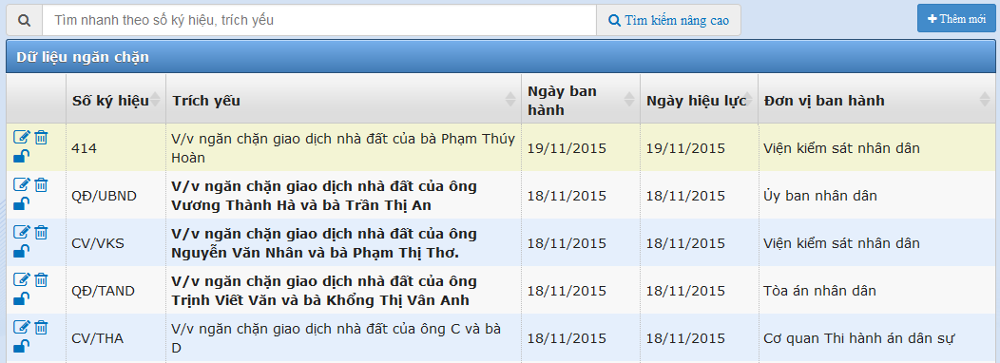 Tìm nhanh theo số ký hiệu, trích yếu
Tìm kiếm nâng cao
Thêm mới
Dữ liệu ngăn chặn
Số ký hiệu Trích yếu Ngày ban hành Ngày hiệu lực Đơn vị ban hành
414 V/v ngăn chặn giao dịch nhà đất của bà Phạm Thúy Hoàn 19/11/2015 19/11/2015 Viện kiểm sát nhân dân
QĐ/UBND V/v ngăn chặn giao dịch nhà đất của ông Vương Thành Hà và bà Trần Thị An 18/11/2015 18/11/2015 Ủy ban nhân dân
CV/VKS V/v ngăn chặn giao dịch nhà đất của ông Nguyễn Văn Nhân và bà Phạm Thị Thơ. 18/11/2015 18/11/2015 Viện kiểm sát nhân dân
QĐ/TAND V/v ngăn chặn giao dịch nhà đất của ông Trịnh Viết Văn và bà Khổng Thị Vân Anh 18/11/2015 18/11/2015 Tòa án nhân dân
CV/THA V/v ngăn chặn giao dịch nhà đất của ông C và bà D 18/11/2015 18/11/2015 Cơ quan Thi hành án dân sự